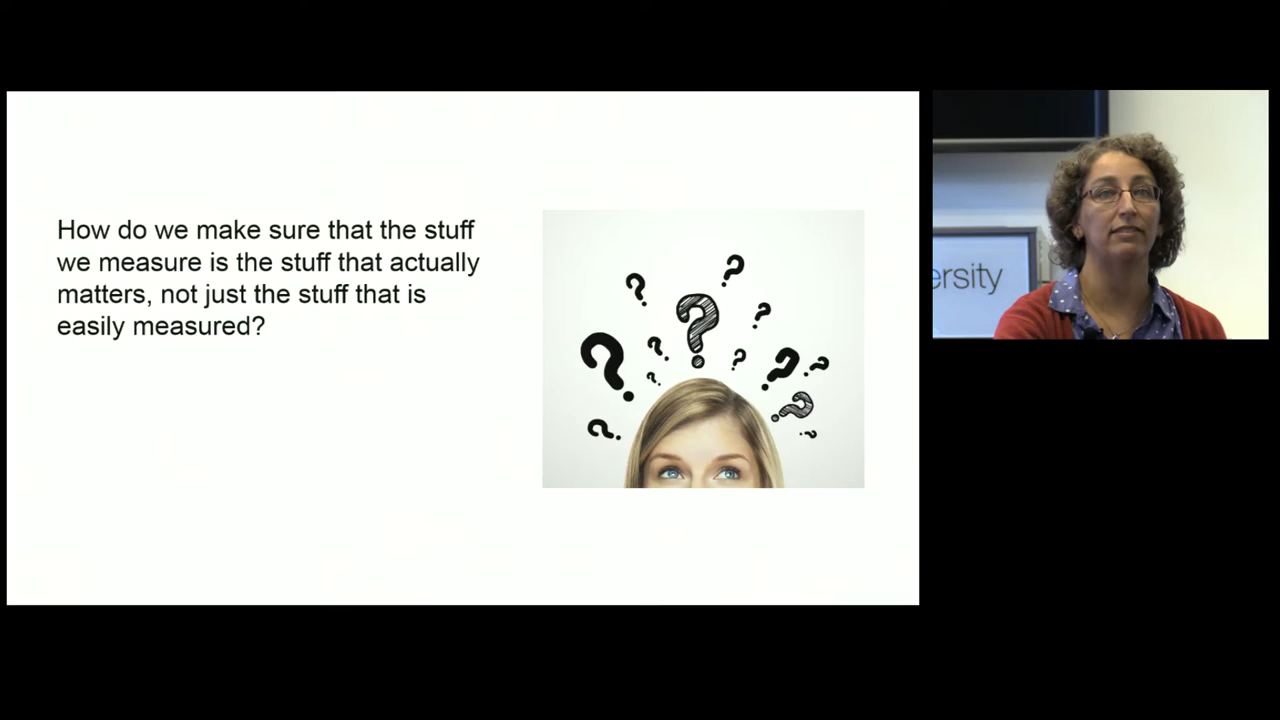 How do we make sure that the stuff
we measure is the stuff that actually
matters, not just the stuff that is
easily measured?
ersity